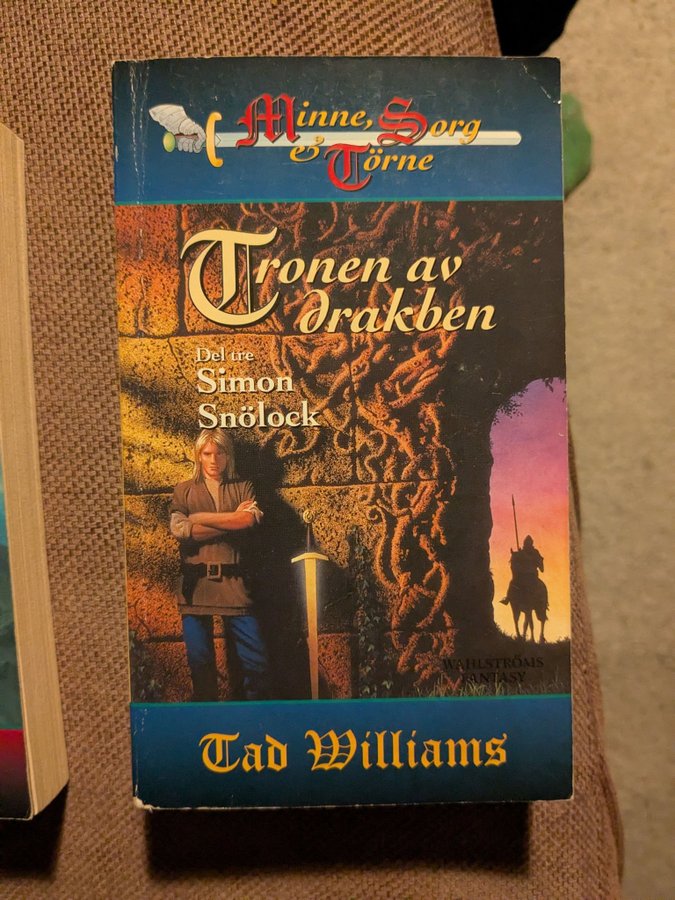 Minne, Sorg
& Törne
Tronen av
drakben
Del tre
Simon
Snölock
WAHLSTRÖMS
FANTASY
Tad Williams